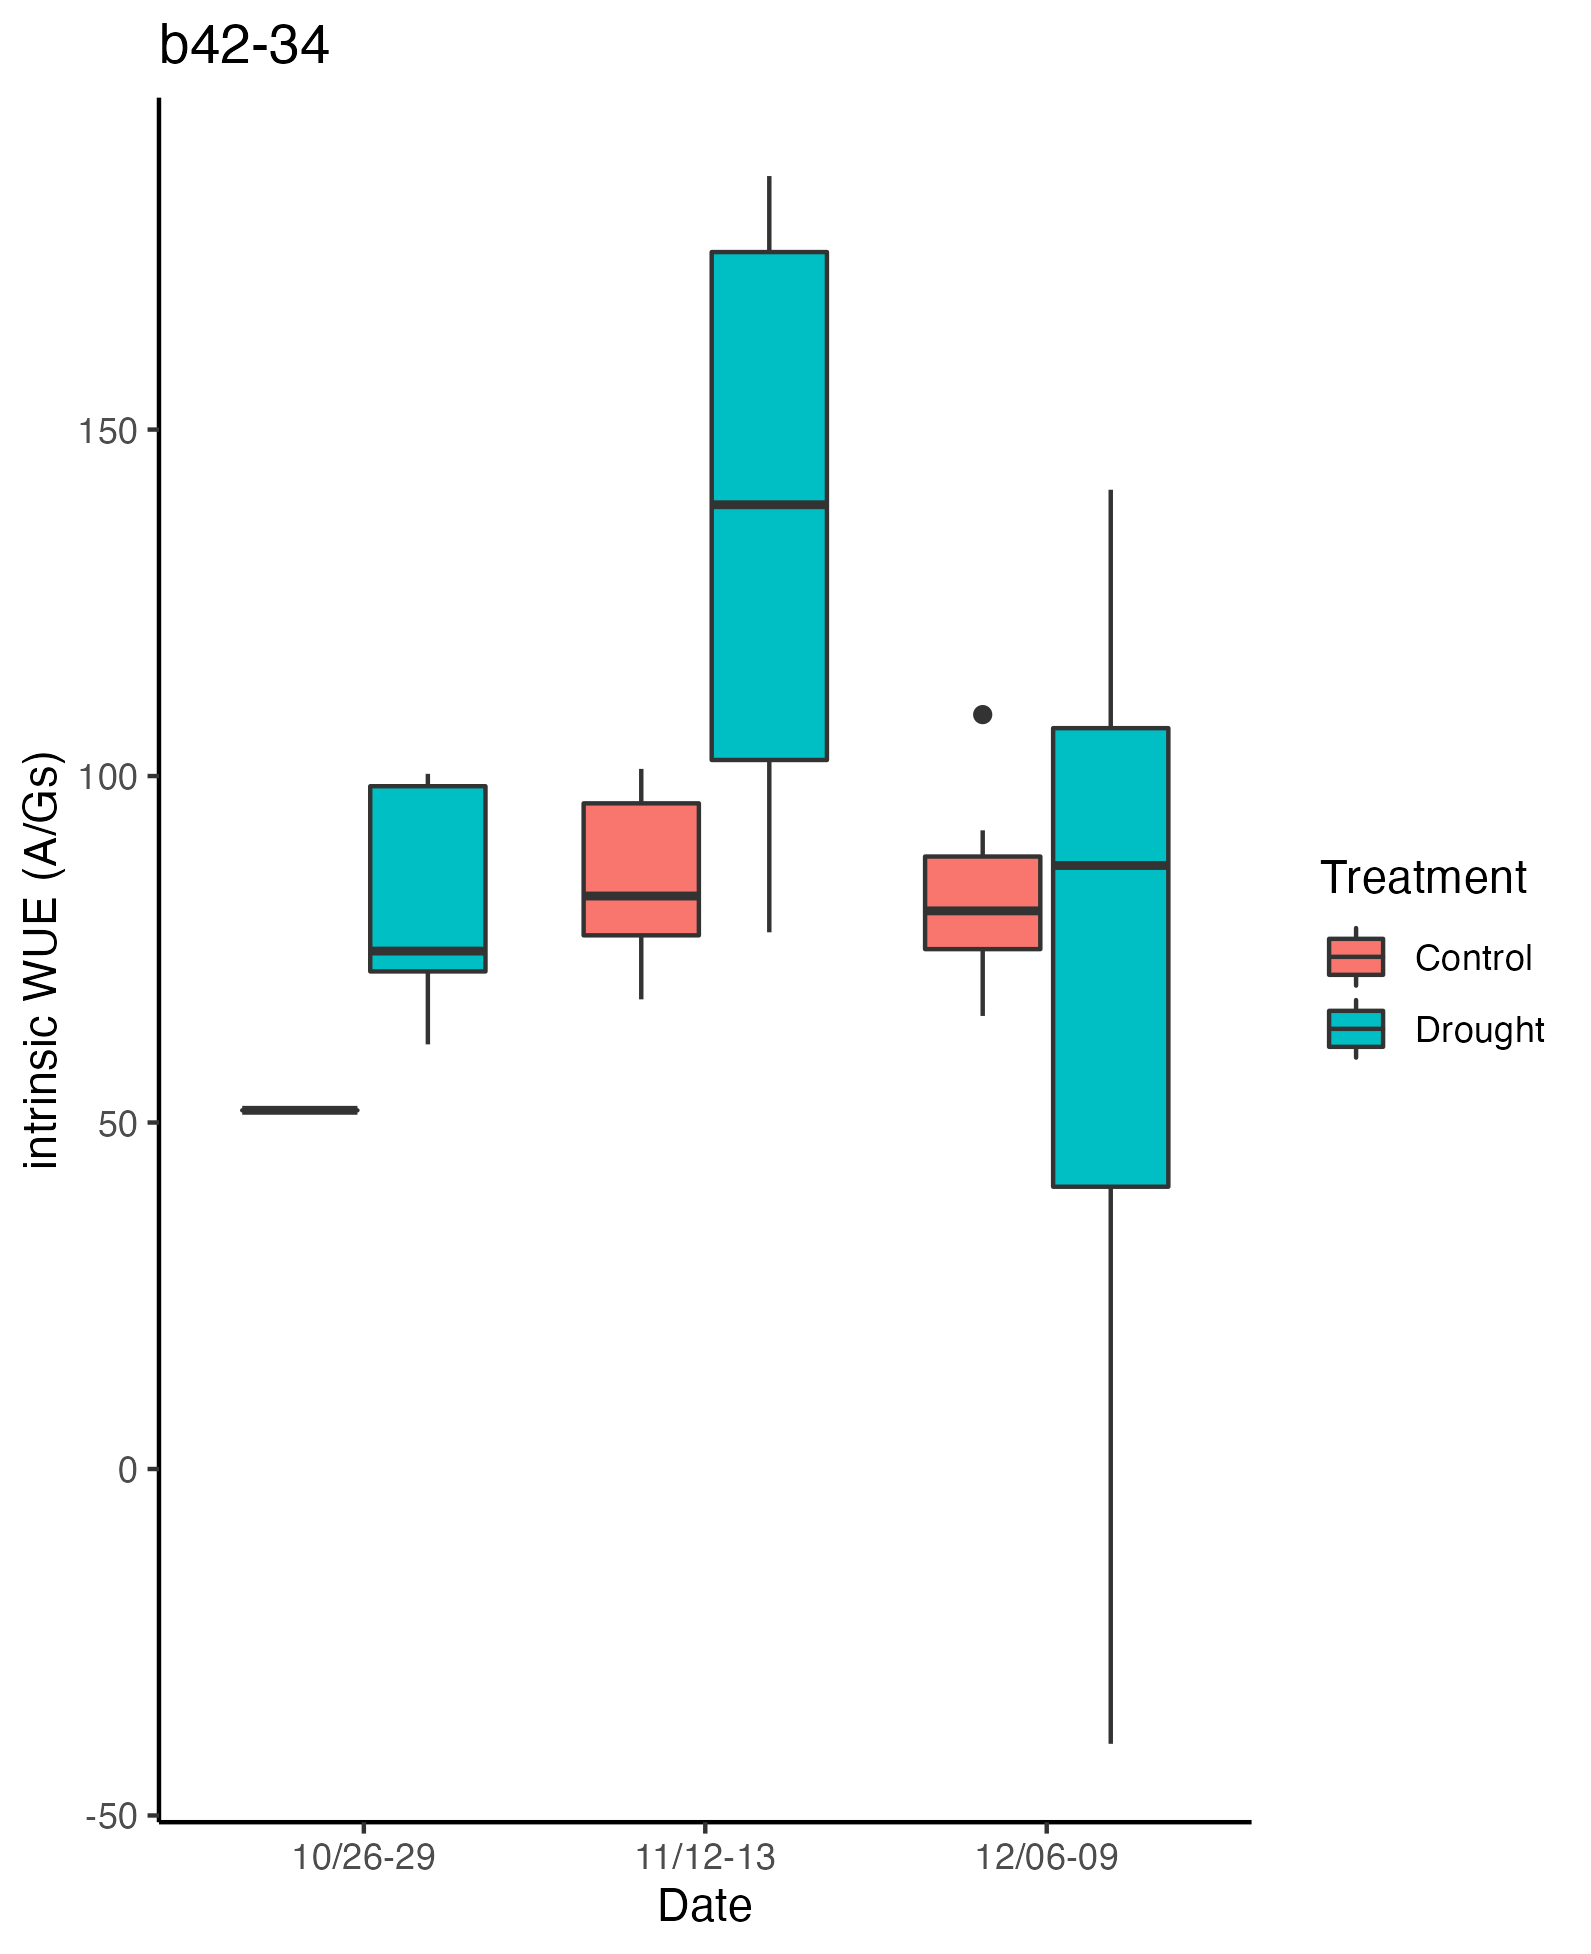 b42-34
intrinsic WUE (A/Gs)
150
100
50
0
-50
10/26-29
11/12-13
12/06-09
Date
Treatment
Control
Drought